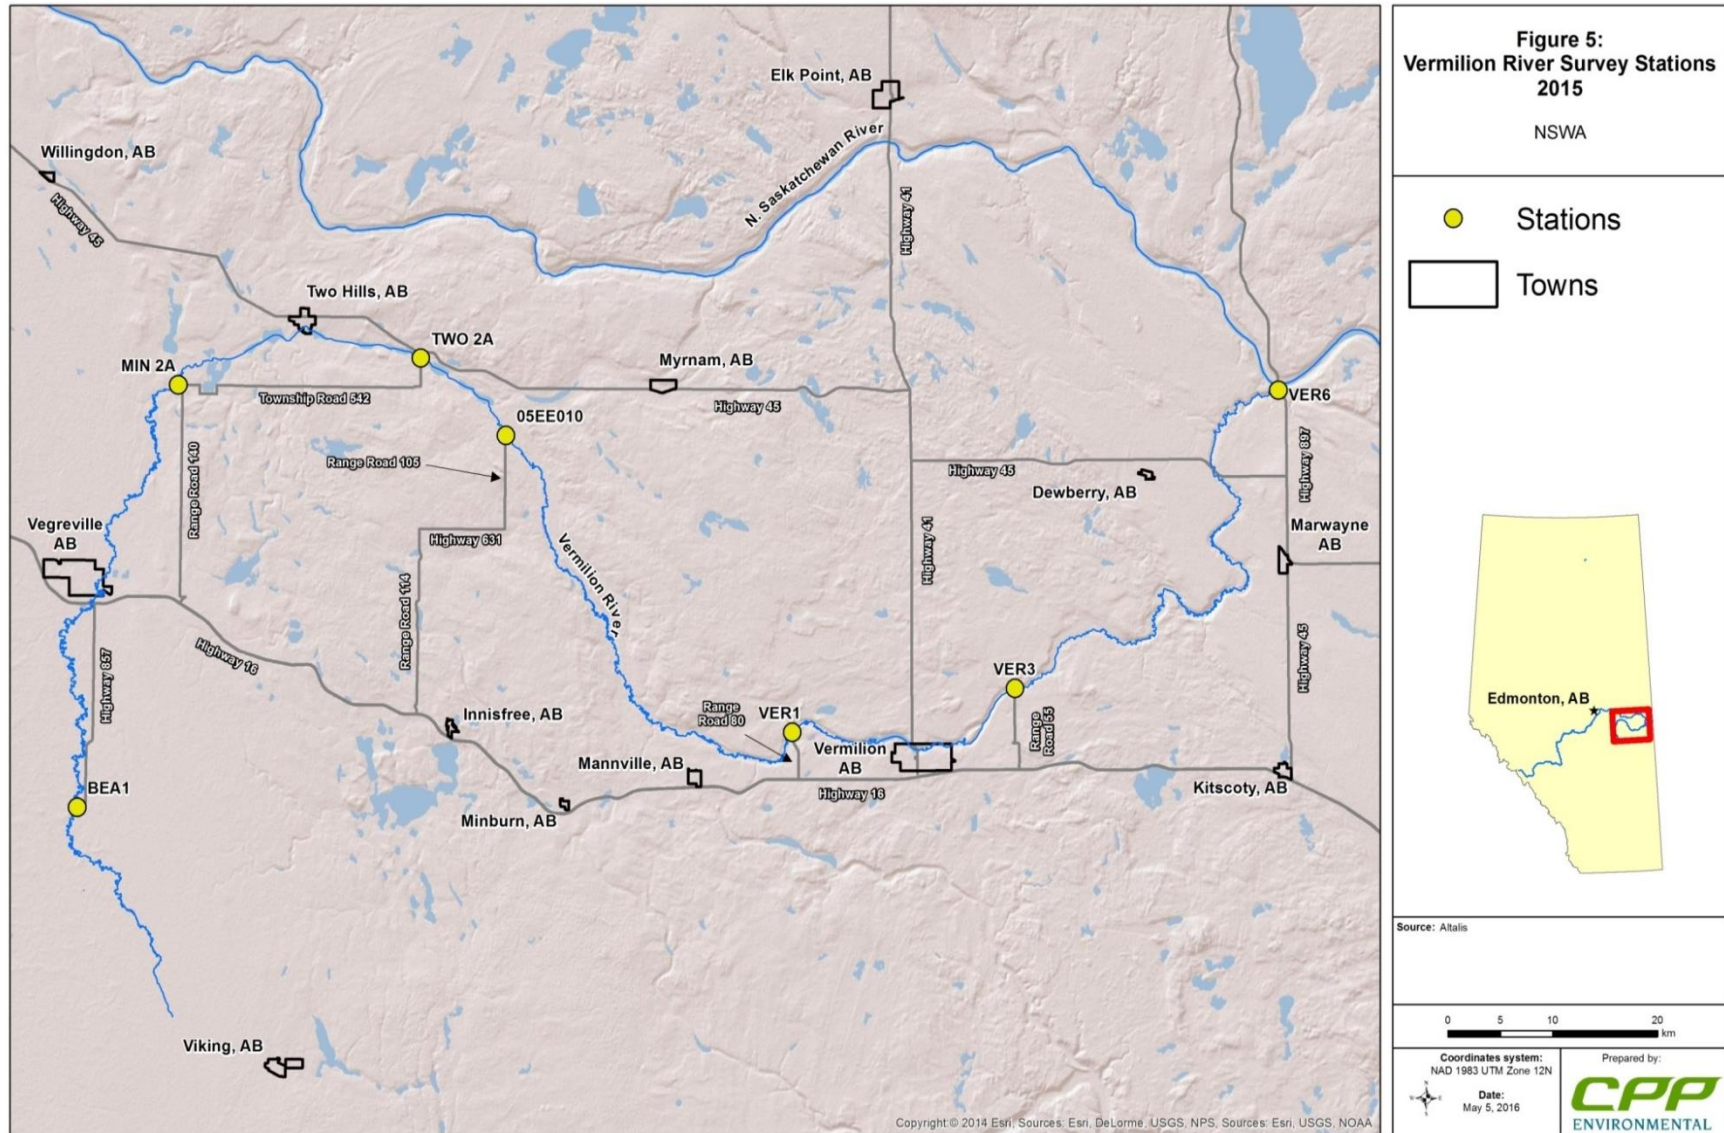 Elk Point, AB
N. Saskatchewan River
Willingdon, AB
Highway 45
Highway 41
Two Hills, AB
TWO 2A
MIN 2A
Myrnam, AB
Township Road 542
Highway 45
VER6
05EE010
Range Road 140
Range Road 105
Highway 45
Dewberry, AB
Highway 897
Vegreville
AB
Highway 631
Vermilion River
Highway 41
Marwayne
AB
Range Road 114
Highway 857
Highway 16
Highway 45
VER3
Innisfree, AB
Range
Road 80
VER1
Range
Road 55
Mannville, AB
Vermilion
AB
BEA1
Minburn, AB
Highway 16
Kitscoty, AB
Viking, AB
Copyright:© 2014 Esri, Sources: Esri, DeLorme, USGS, NPS, Sources: Esri, USGS, NOAA
Figure 5:
Vermilion River Survey Stations
2015
NSWA
Stations
Towns
Edmonton, AB
Source: Altalis
0 5 10 20
km
Coordinates system:
NAD 1983 UTM Zone 12N
Date:
May 5, 2016
Prepared by:
CPP
ENVIRONMENTAL